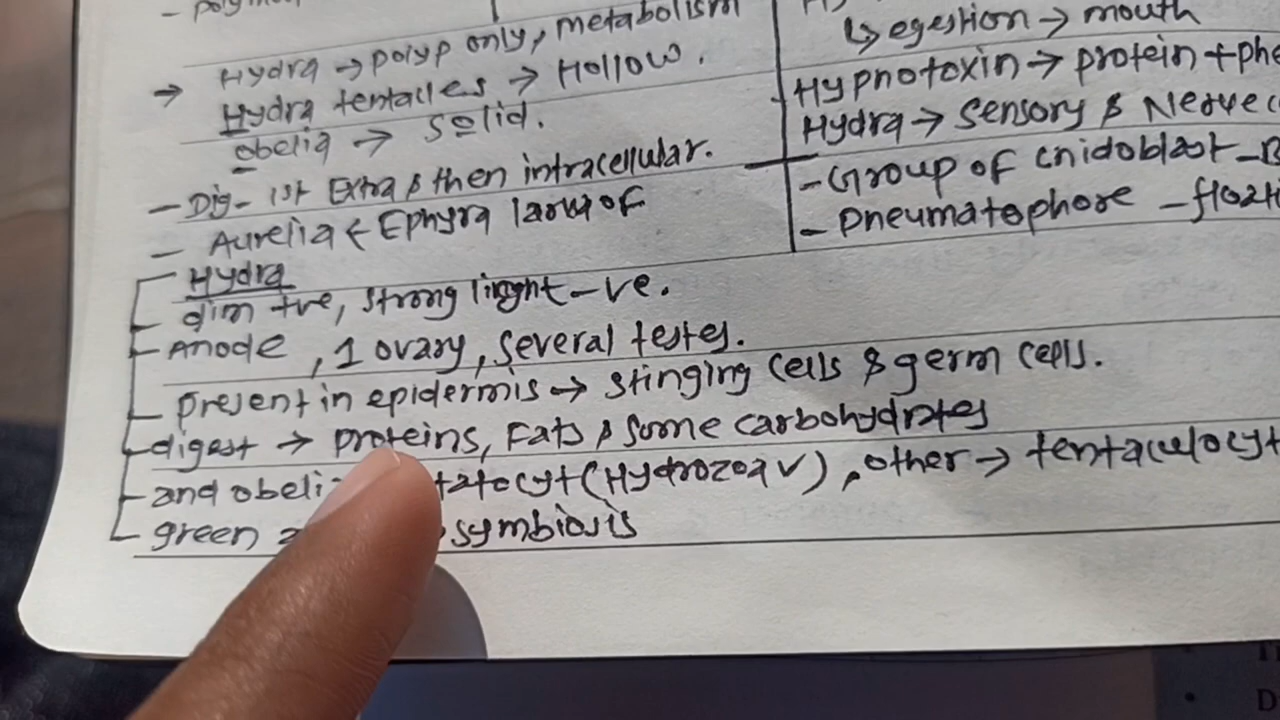 → Hydra → polyp only, metabolism
Hydra tentacles → Hollow.
obelia → solid.
- Dig- 1st Extra & then intracellular.
- Aurelia & Ephyra larva of
↳ egestion → mouth
Hypnotoxin → protein + phe
Hydra → Sensory & Nerve
- Group of cnidoblast -
- Pneumatophore - floati
Hydra
dim +ve, strong linght -ve.
Anode, 1 ovary, several testes.
present in epidermis → stinging cells & germ cells.
digest → proteins, Fats & some carbohydrates
and obeli tatocyt (Hydrozoa v), other → tentaculocyt
green symbiosis